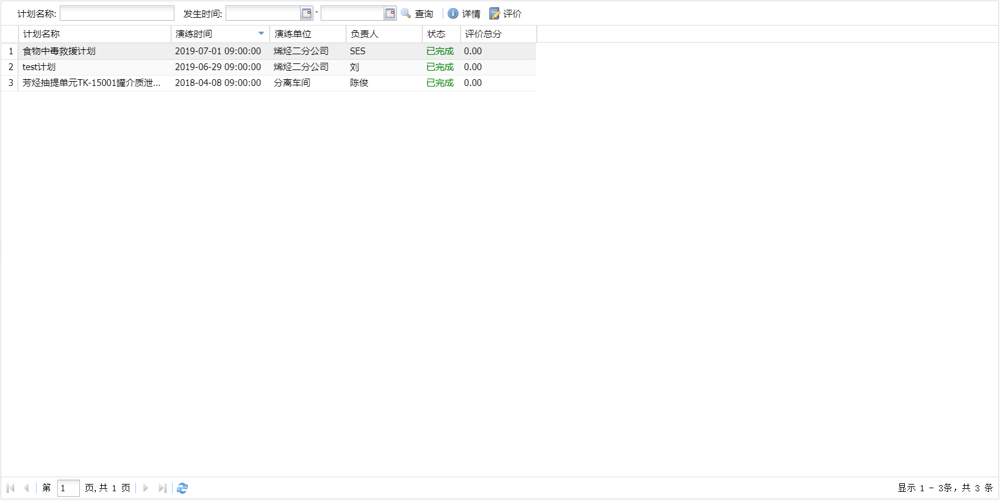 计划名称: 发生时间: - 查询 详情 评价
计划名称 演练时间 演练单位 负责人 状态 评价总分
1 食物中毒救援计划 2019-07-01 09:00:00 烯烃二分公司 SES 已完成 0.00
2 test计划 2019-06-29 09:00:00 烯烃二分公司 刘 已完成 0.00
3 芳烃抽提单元TK-15001罐介质泄... 2018-04-08 09:00:00 分离车间 陈俊 已完成 0.00
第 1 页,共 1 页 显示 1 - 3条，共 3 条